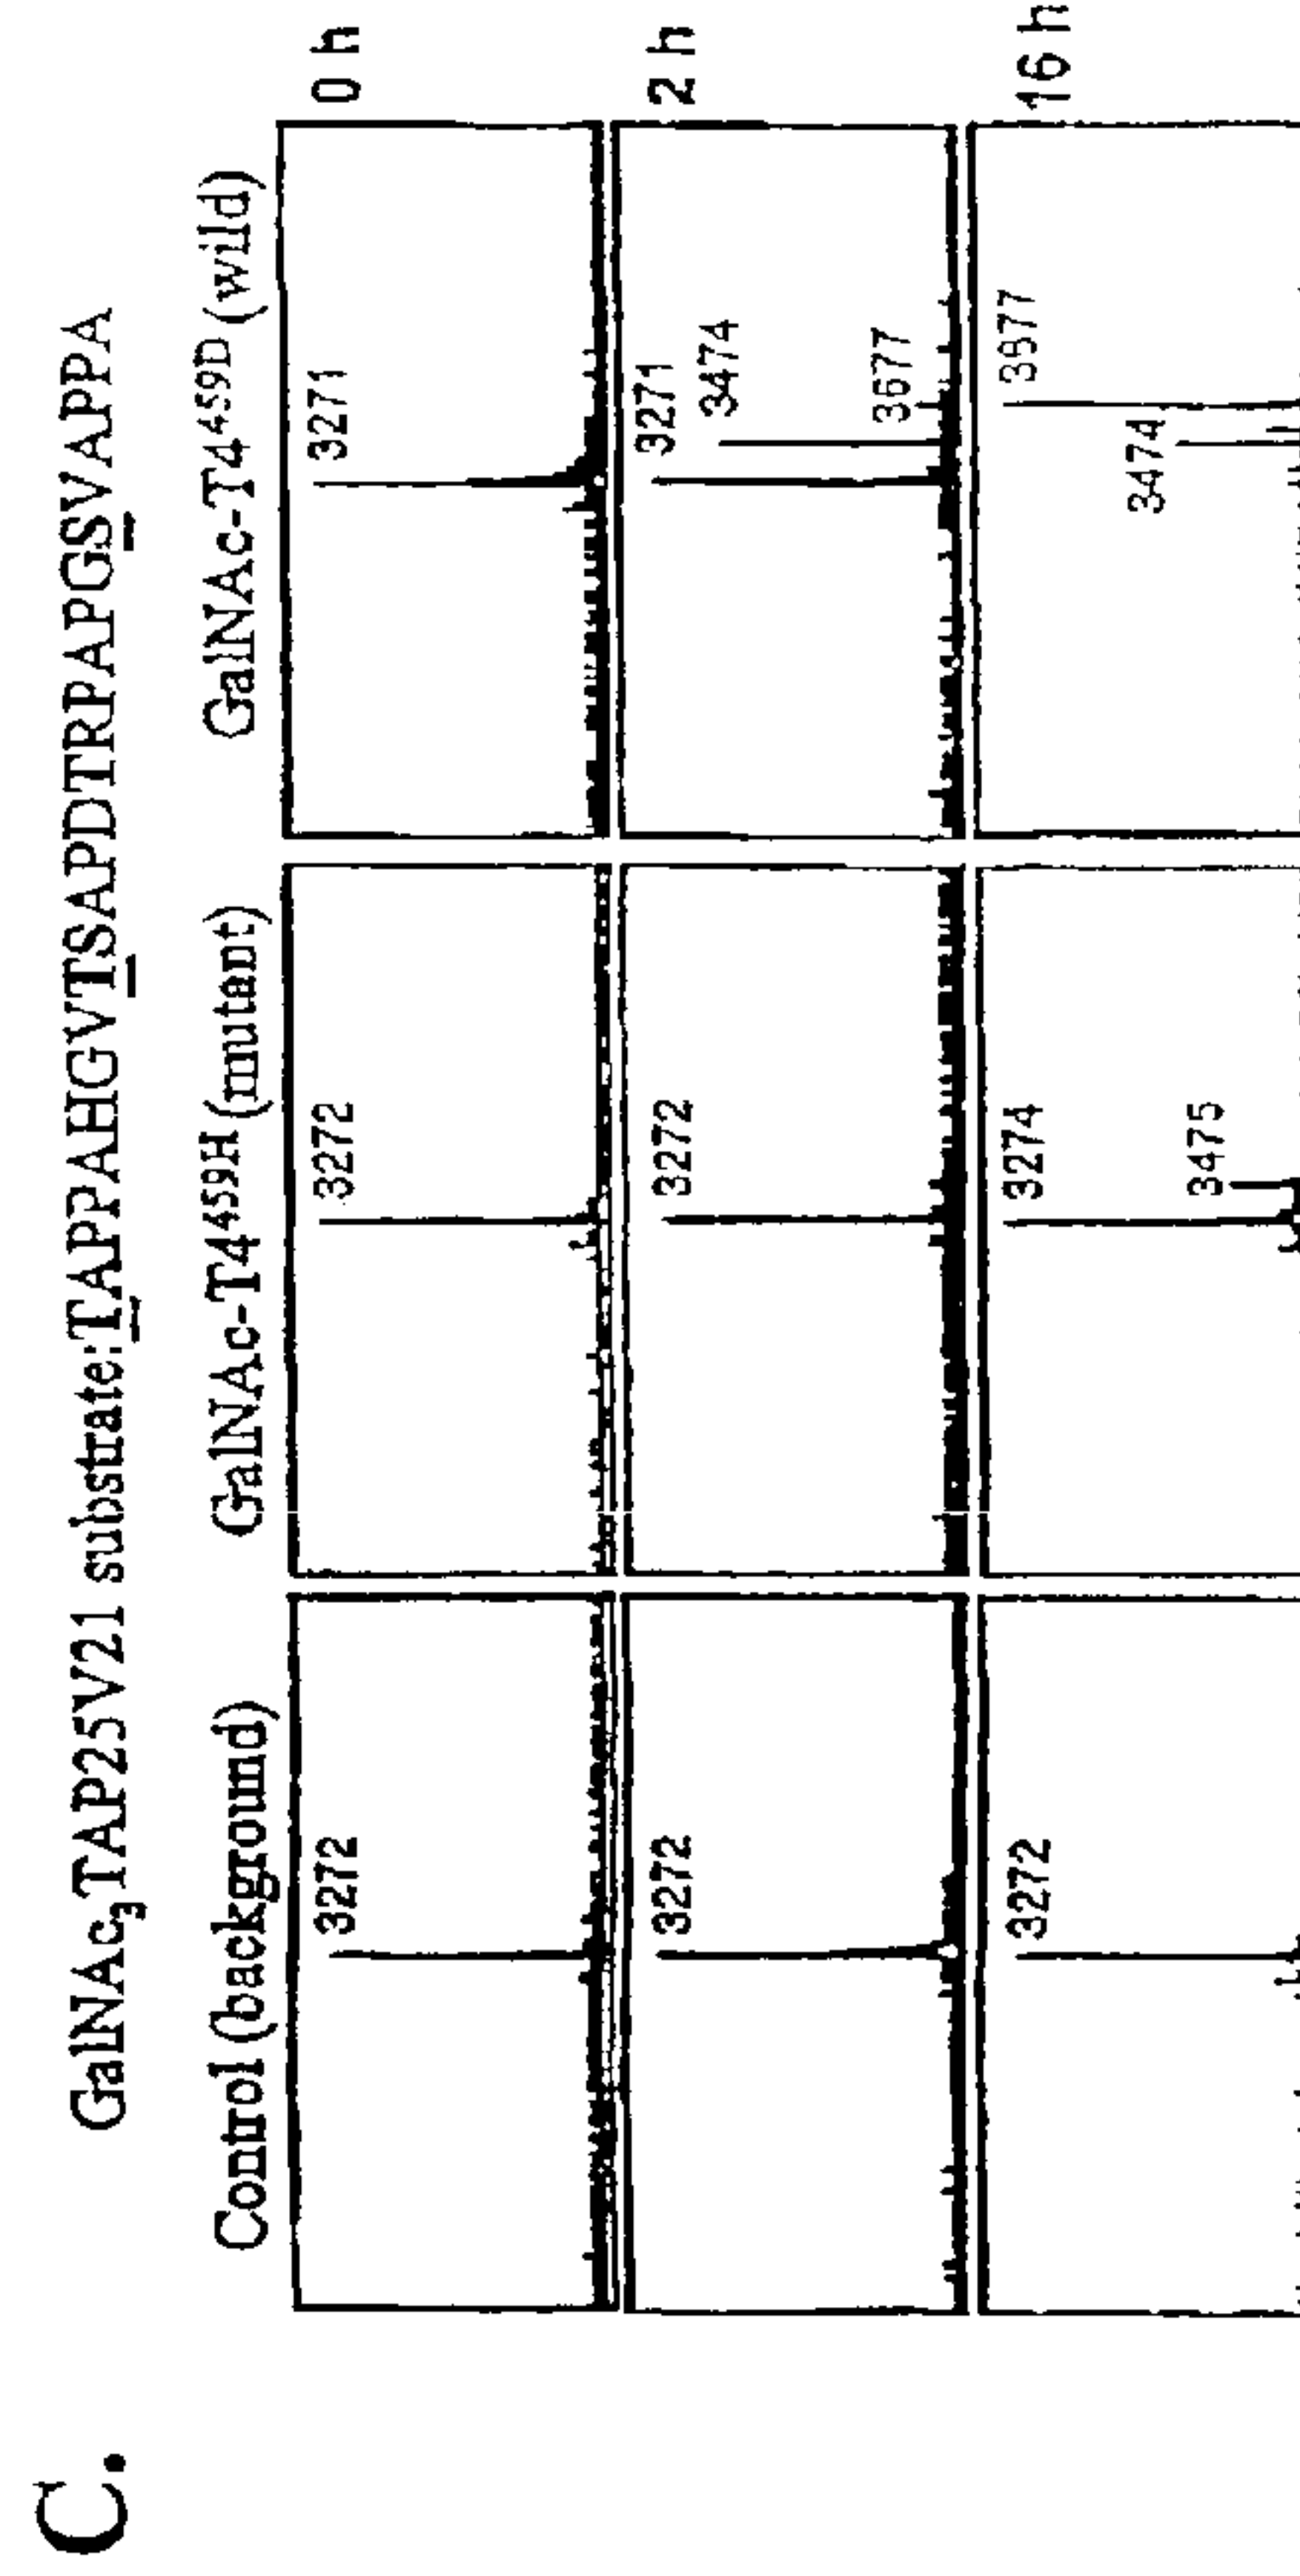 C.
GalNAc₃TAP25V21 substrate:TAPPAHGVTSAPDTRPAPGSVAPPA
Control (background) GalNAc-T4⁴⁵⁹ᴴ (mutant) GalNAc-T4⁴⁵⁹ᴰ (wild)
3272 3272 3271 0 h
3272 3272 3271 3474 3677 2 h
3272 3274 3475 3474 3877 16 h